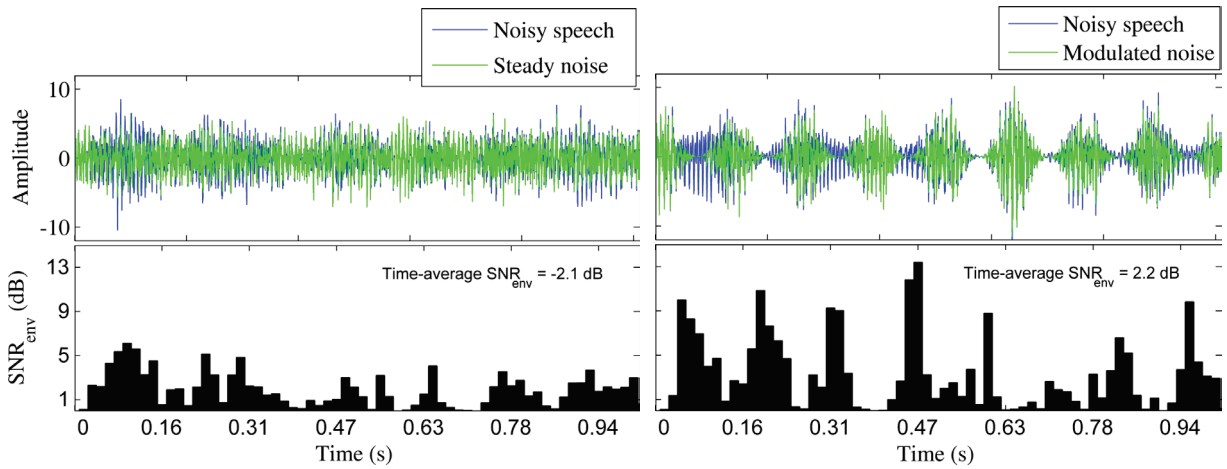 Noisy speech
Steady noise
Noisy speech
Modulated noise
10
0
-10
Amplitude
Time-average SNRenv = -2.1 dB
Time-average SNRenv = 2.2 dB
13
9
5
1
SNRenv (dB)
0 0.16 0.31 0.47 0.63 0.78 0.94
0 0.16 0.31 0.47 0.63 0.78 0.94
Time (s)
Time (s)